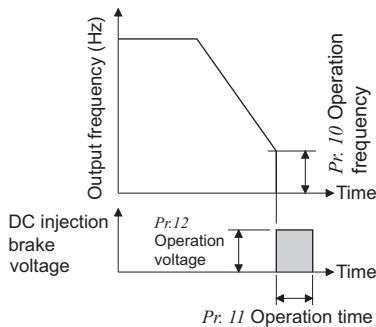 Output frequency (Hz)
Pr. 10 Operation
frequency
Time
DC injection
brake
voltage
Pr.12
Operation
voltage
Time
Pr. 11 Operation time